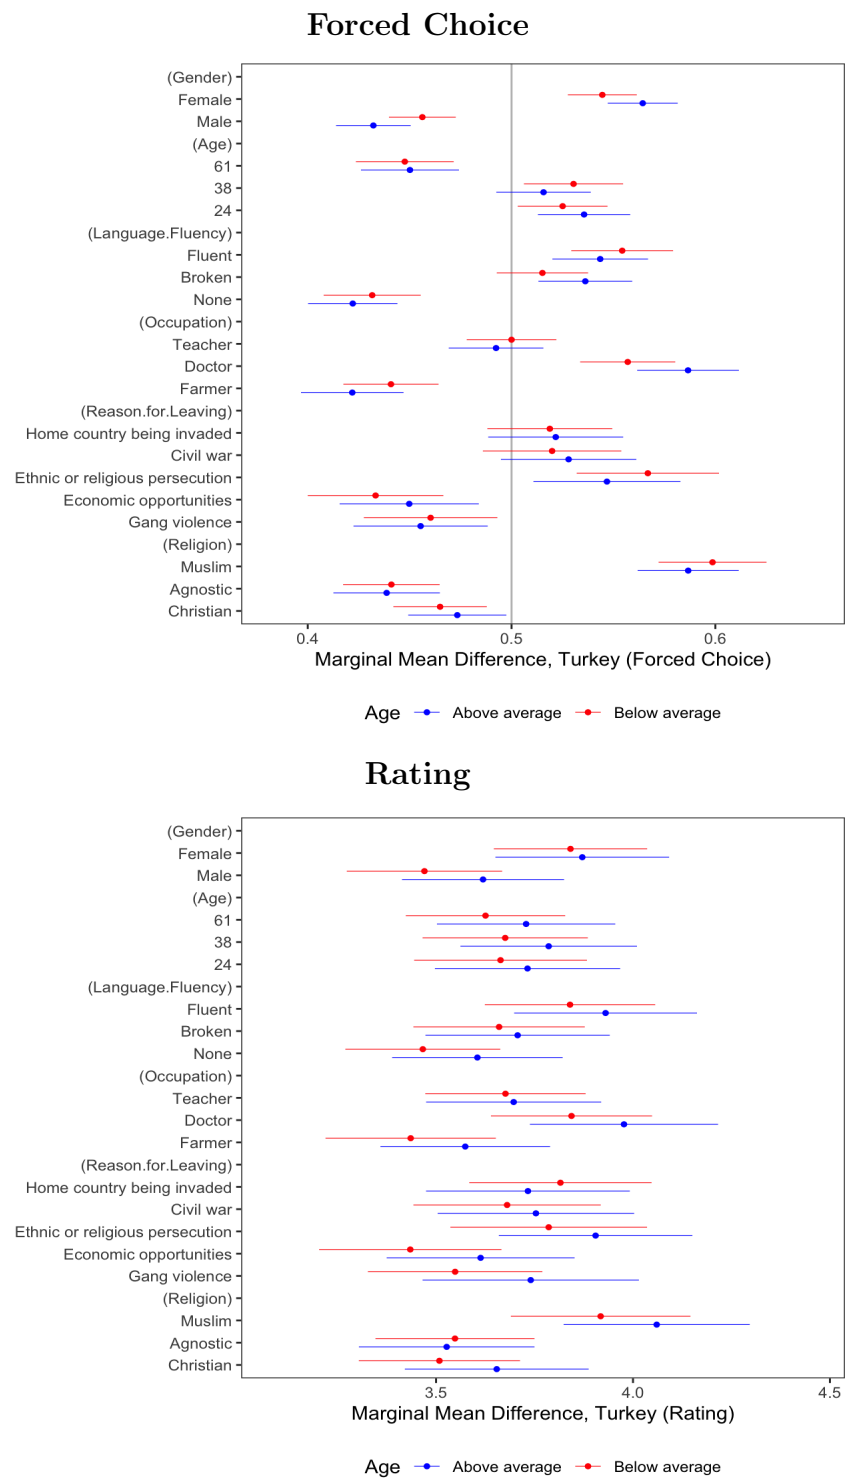 Forced Choice
(Gender)
Female
Male
(Age)
61
38
24
(Language.Fluency)
Fluent
Broken
None
(Occupation)
Teacher
Doctor
Farmer
(Reason.for.Leaving)
Home country being invaded
Civil war
Ethnic or religious persecution
Economic opportunities
Gang violence
(Religion)
Muslim
Agnostic
Christian
0.4 0.5 0.6
Marginal Mean Difference, Turkey (Forced Choice)
Age Above average Below average
Rating
(Gender)
Female
Male
(Age)
61
38
24
(Language.Fluency)
Fluent
Broken
None
(Occupation)
Teacher
Doctor
Farmer
(Reason.for.Leaving)
Home country being invaded
Civil war
Ethnic or religious persecution
Economic opportunities
Gang violence
(Religion)
Muslim
Agnostic
Christian
3.5 4.0 4.5
Marginal Mean Difference, Turkey (Rating)
Age Above average Below average